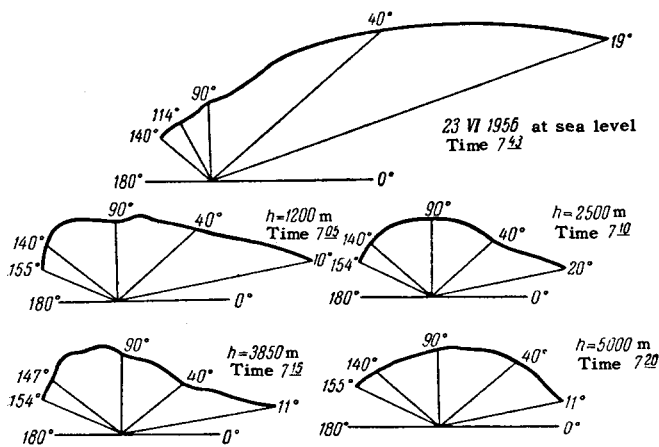 40°
19°
90°
114°
140°
23 VI 1956 at sea level
Time 7 43
180° 0°
90° h=1200 m
40° Time 7 05
140°
155° 10°
180° 0°
90° h=2500 m
Time 7 10
140° 40°
154° 20°
180° 0°
90° h=3850 m
Time 7 15
147° 40°
154° 11°
180° 0°
90° h=5000 m
40° Time 7 20
140°
155° 11°
180° 0°